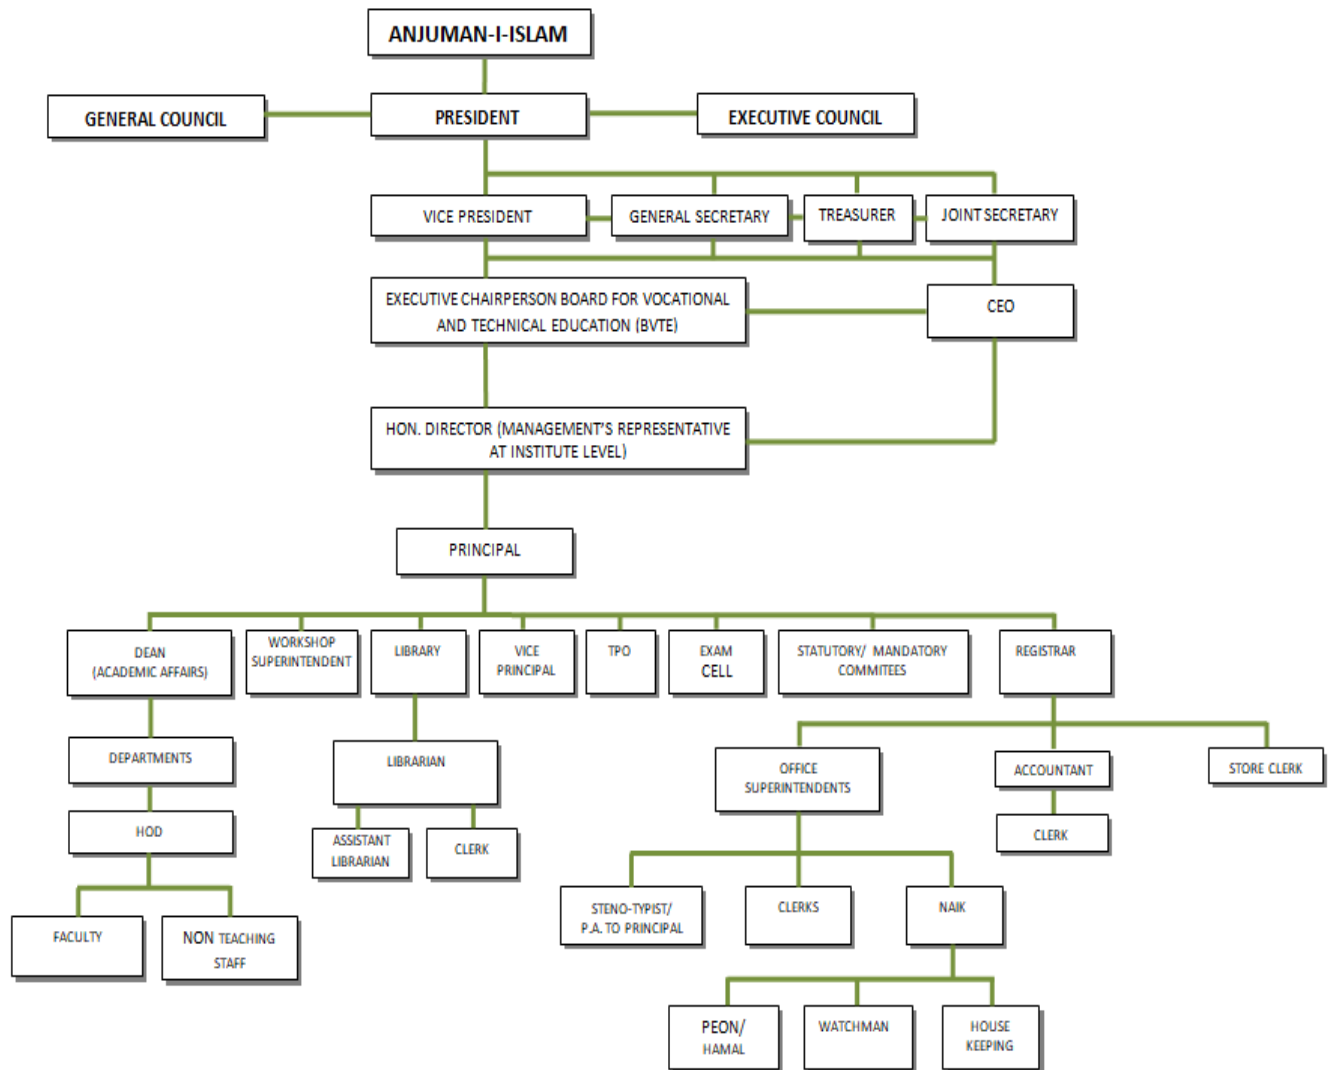 ANJUMAN-I-ISLAM
GENERAL COUNCIL
PRESIDENT
EXECUTIVE COUNCIL
VICE PRESIDENT
GENERAL SECRETARY
TREASURER
JOINT SECRETARY
EXECUTIVE CHAIRPERSON BOARD FOR VOCATIONAL
AND TECHNICAL EDUCATION (BVTE)
CEO
HON. DIRECTOR (MANAGEMENT'S REPRESENTATIVE
AT INSTITUTE LEVEL)
PRINCIPAL
DEAN
(ACADEMIC AFFAIRS)
WORKSHOP
SUPERINTENDENT
LIBRARY
VICE
PRINCIPAL
TPO
EXAM
CELL
STATUTORY/ MANDATORY
COMMITEES
REGISTRAR
DEPARTMENTS
LIBRARIAN
OFFICE
SUPERINTENDENTS
ACCOUNTANT
STORE CLERK
HOD
ASSISTANT
LIBRARIAN
CLERK
CLERK
FACULTY
NON TEACHING
STAFF
STENO-TYPIST/
P.A. TO PRINCIPAL
CLERKS
NAIK
PEON/
HAMAL
WATCHMAN
HOUSE
KEEPING